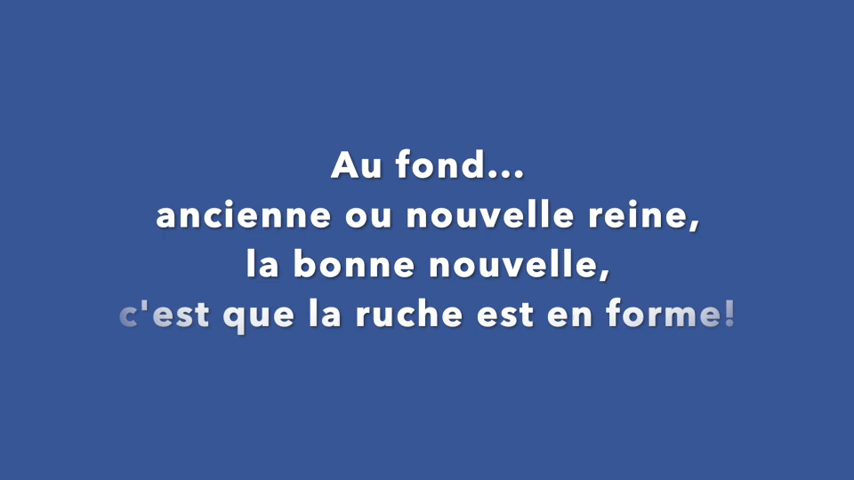 Au fond...
ancienne ou nouvelle reine,
la bonne nouvelle,
c'est que la ruche est en forme!